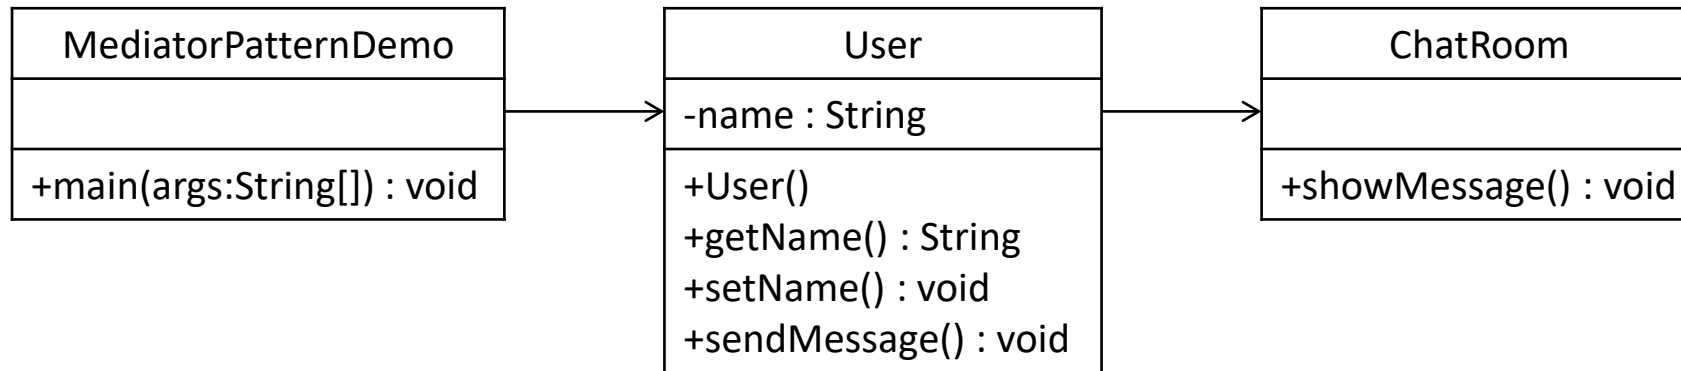 MediatorPatternDemo
+main(args:String[]) : void
User
-name : String
+User()
+getName() : String
+setName() : void
+sendMessage() : void
ChatRoom
+showMessage() : void